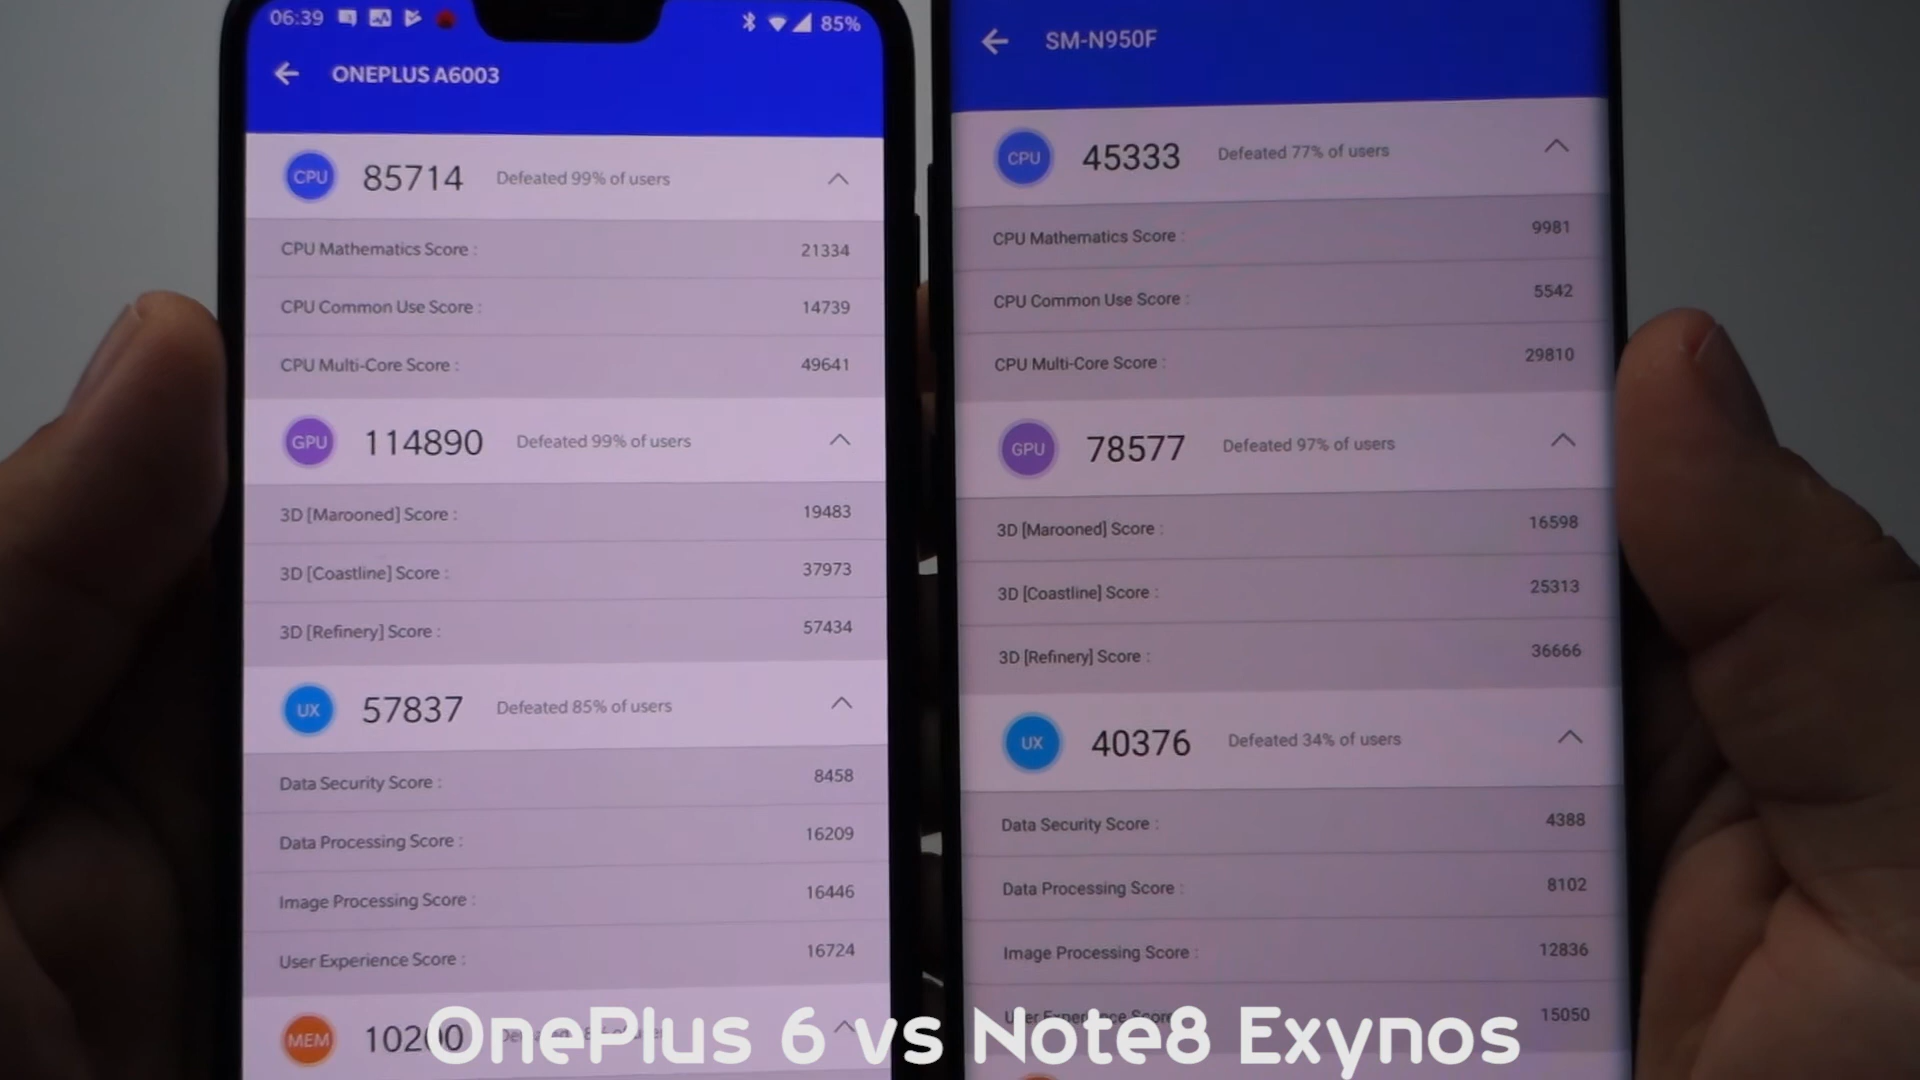 06:39 85%
ONEPLUS A6003
CPU 85714 Defeated 99% of users
CPU Mathematics Score : 21334
CPU Common Use Score : 14739
CPU Multi-Core Score : 49641
GPU 114890 Defeated 99% of users
3D [Marooned] Score : 19483
3D [Coastline] Score : 37973
3D [Refinery] Score : 57434
UX 57837 Defeated 85% of users
Data Security Score : 8458
Data Processing Score : 16209
Image Processing Score : 16446
User Experience Score : 16724
MEM 10200
SM-N950F
CPU 45333 Defeated 77% of users
CPU Mathematics Score : 9981
CPU Common Use Score : 5542
CPU Multi-Core Score : 29810
GPU 78577 Defeated 97% of users
3D [Marooned] Score : 16598
3D [Coastline] Score : 25313
3D [Refinery] Score : 36666
UX 40376 Defeated 34% of users
Data Security Score : 4388
Data Processing Score : 8102
Image Processing Score : 12836
User Experience Score 15050
OnePlus 6 vs Note8 Exynos